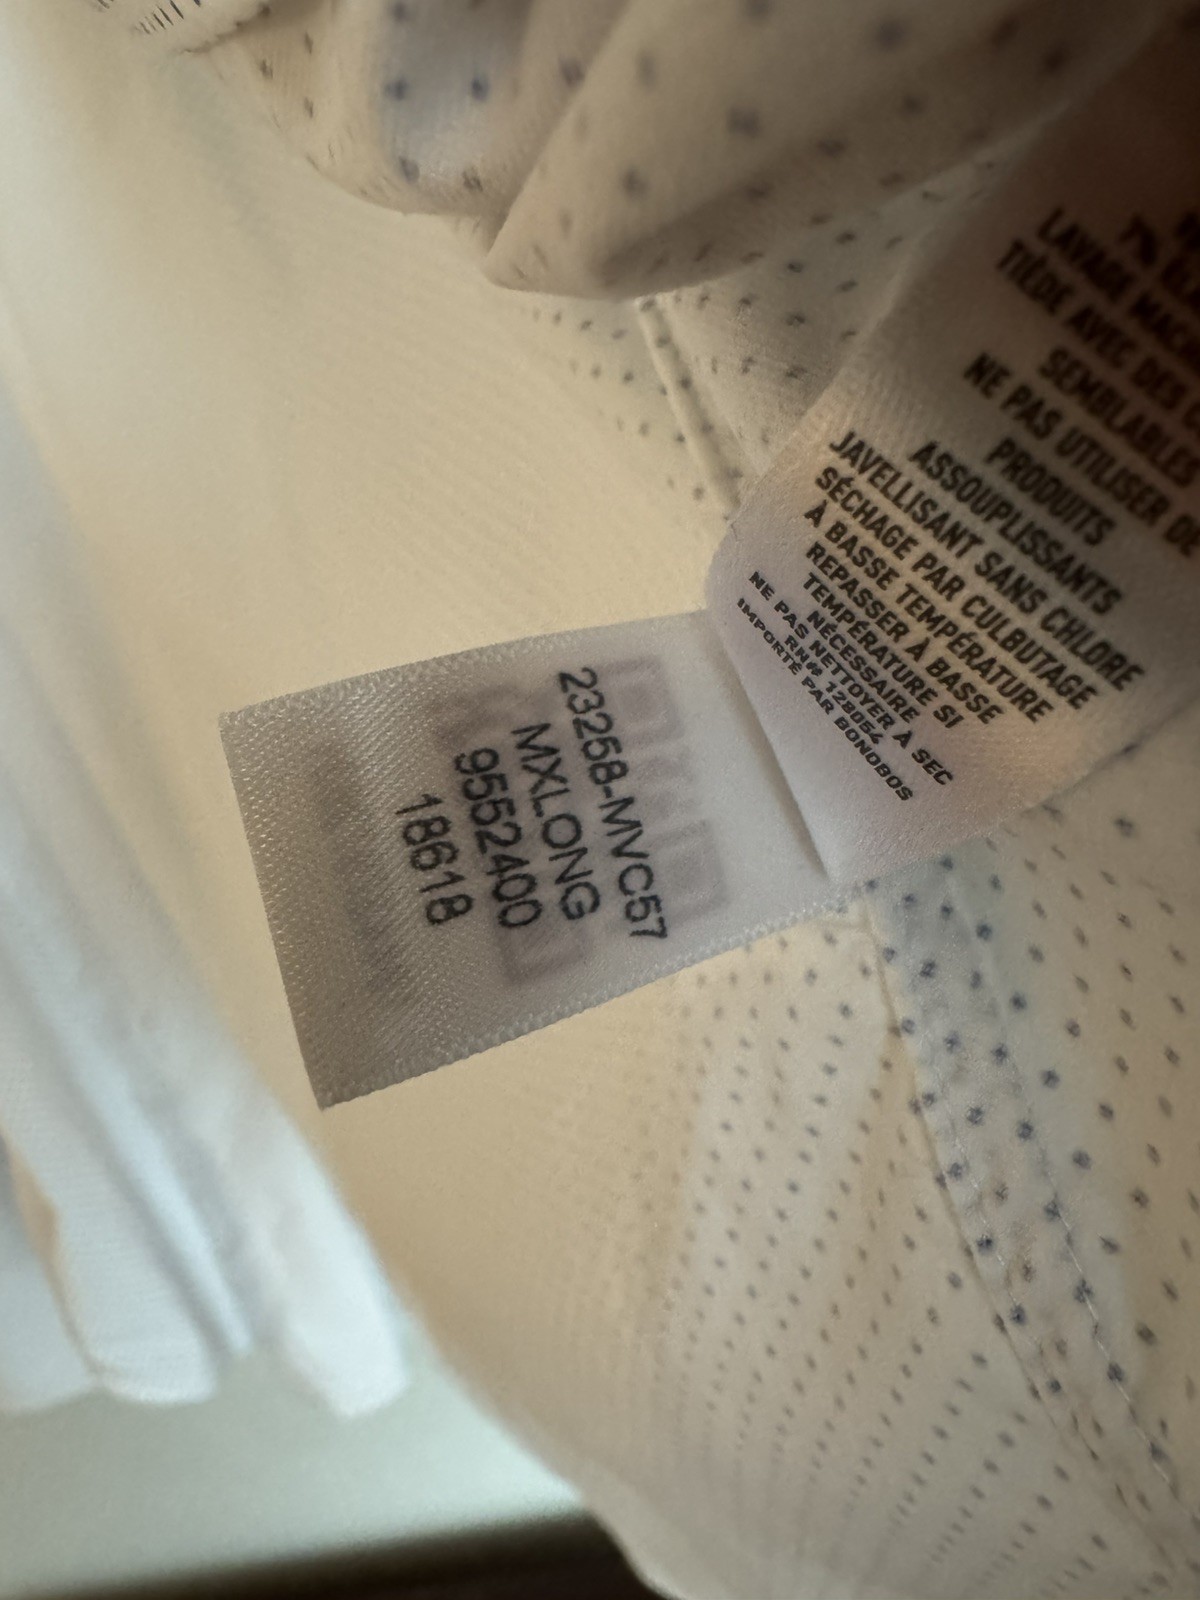 7%
LAVAGE
TIÈDE AVEC DES
SEMBLABLES
NE PAS UTILISER DE
PRODUITS
ASSOUPLISSANTS
JAVELLISANT SANS CHLORE
SÉCHAGE PAR CULBUTAGE
À BASSE TEMPÉRATURE
REPASSER À BASSE
TEMPÉRATURE SI
NÉCESSAIRE
NE PAS NETTOYER À SEC
RN# 128054
IMPORTÉ PAR BONOBOS
23258-MVC57
MXLONG
9552400
18618